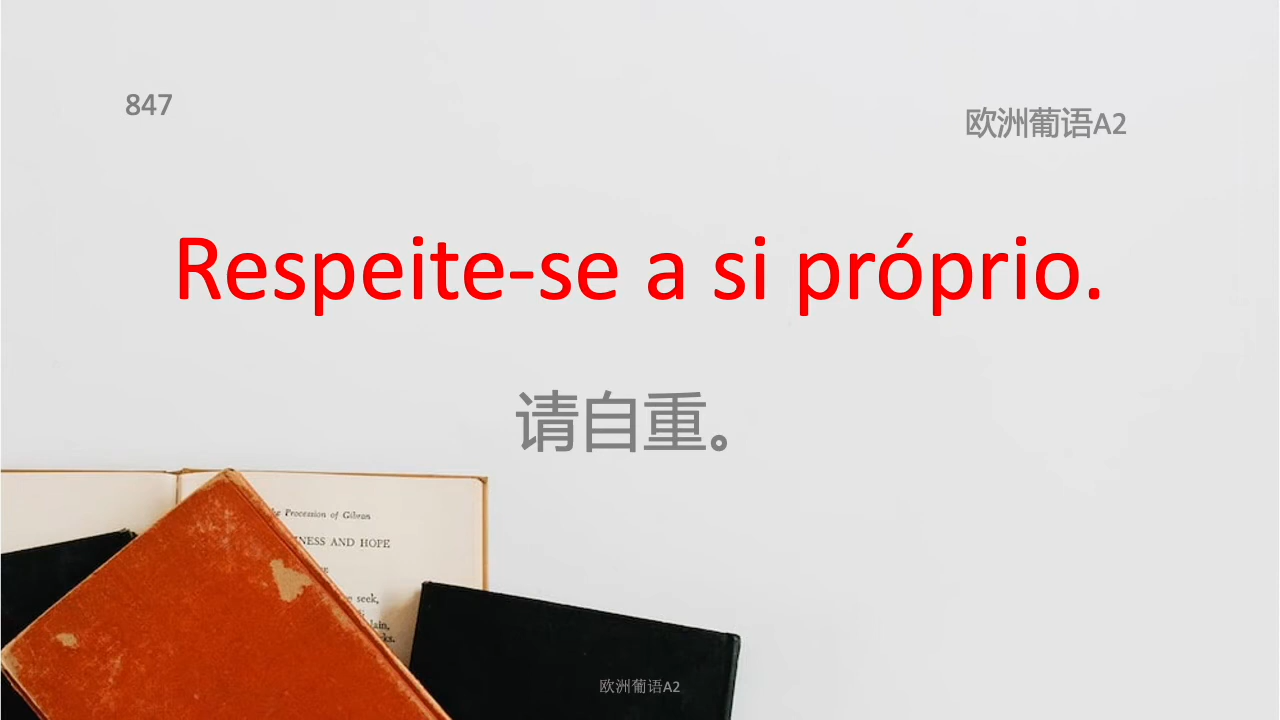 847
欧洲葡语A2
Respeite-se a si próprio.
请自重。
Procession of Gibran
NESS AND HOPE
seek,
欧洲葡语A2